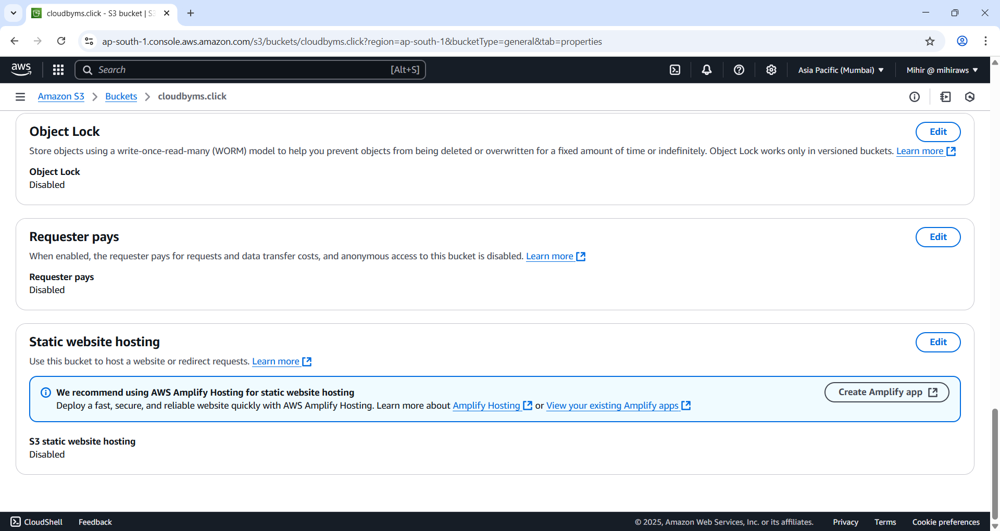 cloudbyms.click - S3 bucket | S3
ap-south-1.console.aws.amazon.com/s3/buckets/cloudbyms.click?region=ap-south-1&bucketType=general&tab=properties
aws
Search
[Alt+S]
Asia Pacific (Mumbai)
Mihir @ mihiraws
Amazon S3 > Buckets > cloudbyms.click
Object Lock
Edit
Store objects using a write-once-read-many (WORM) model to help you prevent objects from being deleted or overwritten for a fixed amount of time or indefinitely. Object Lock works only in versioned buckets. Learn more
Object Lock
Disabled
Requester pays
Edit
When enabled, the requester pays for requests and data transfer costs, and anonymous access to this bucket is disabled. Learn more
Requester pays
Disabled
Static website hosting
Edit
Use this bucket to host a website or redirect requests. Learn more
We recommend using AWS Amplify Hosting for static website hosting
Create Amplify app
Deploy a fast, secure, and reliable website quickly with AWS Amplify Hosting. Learn more about Amplify Hosting or View your existing Amplify apps
S3 static website hosting
Disabled
CloudShell
Feedback
© 2025, Amazon Web Services, Inc. or its affiliates.
Privacy
Terms
Cookie preferences